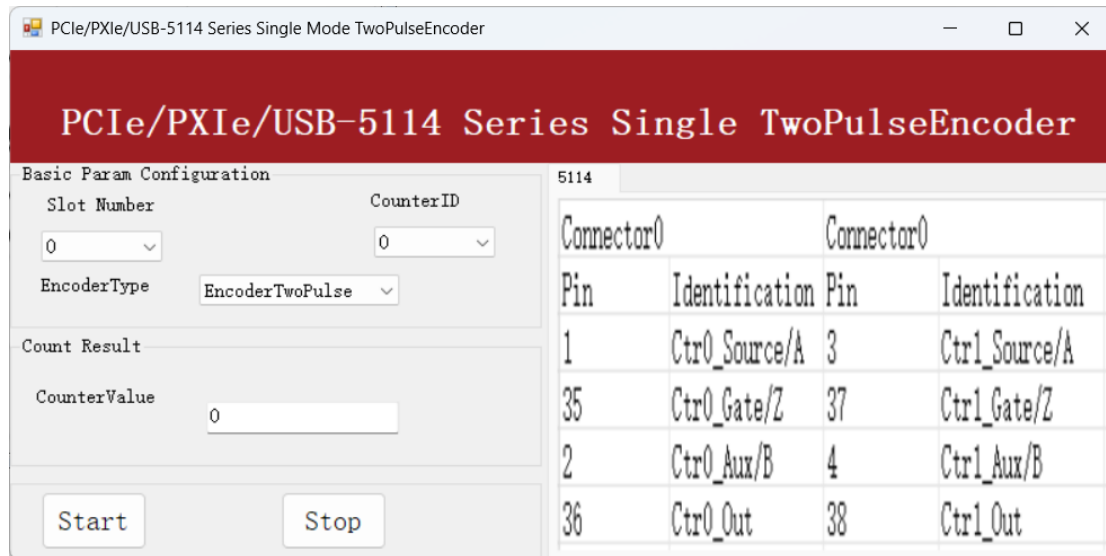 PCIe/PXIe/USB-5114 Series Single Mode TwoPulseEncoder
PCIe/PXIe/USB-5114 Series Single TwoPulseEncoder
Basic Param Configuration
Slot Number
CounterID
0
0
EncoderType
EncoderTwoPulse
Count Result
CounterValue
0
Start
Stop
5114
Connector0 Connector0
Pin Identification Pin Identification
1 Ctr0_Source/A 3 Ctr1_Source/A
35 Ctr0_Gate/Z 37 Ctr1_Gate/Z
2 Ctr0_Aux/B 4 Ctr1_Aux/B
36 Ctr0_Out 38 Ctr1_Out